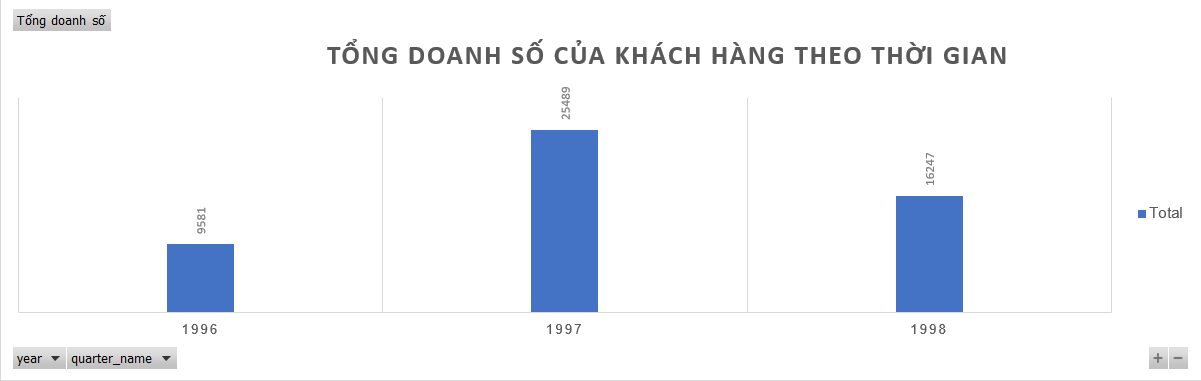 Tổng doanh số
TỔNG DOANH SỐ CỦA KHÁCH HÀNG THEO THỜI GIAN
9581
25489
16247
Total
1996
1997
1998
year
quarter_name
+
−